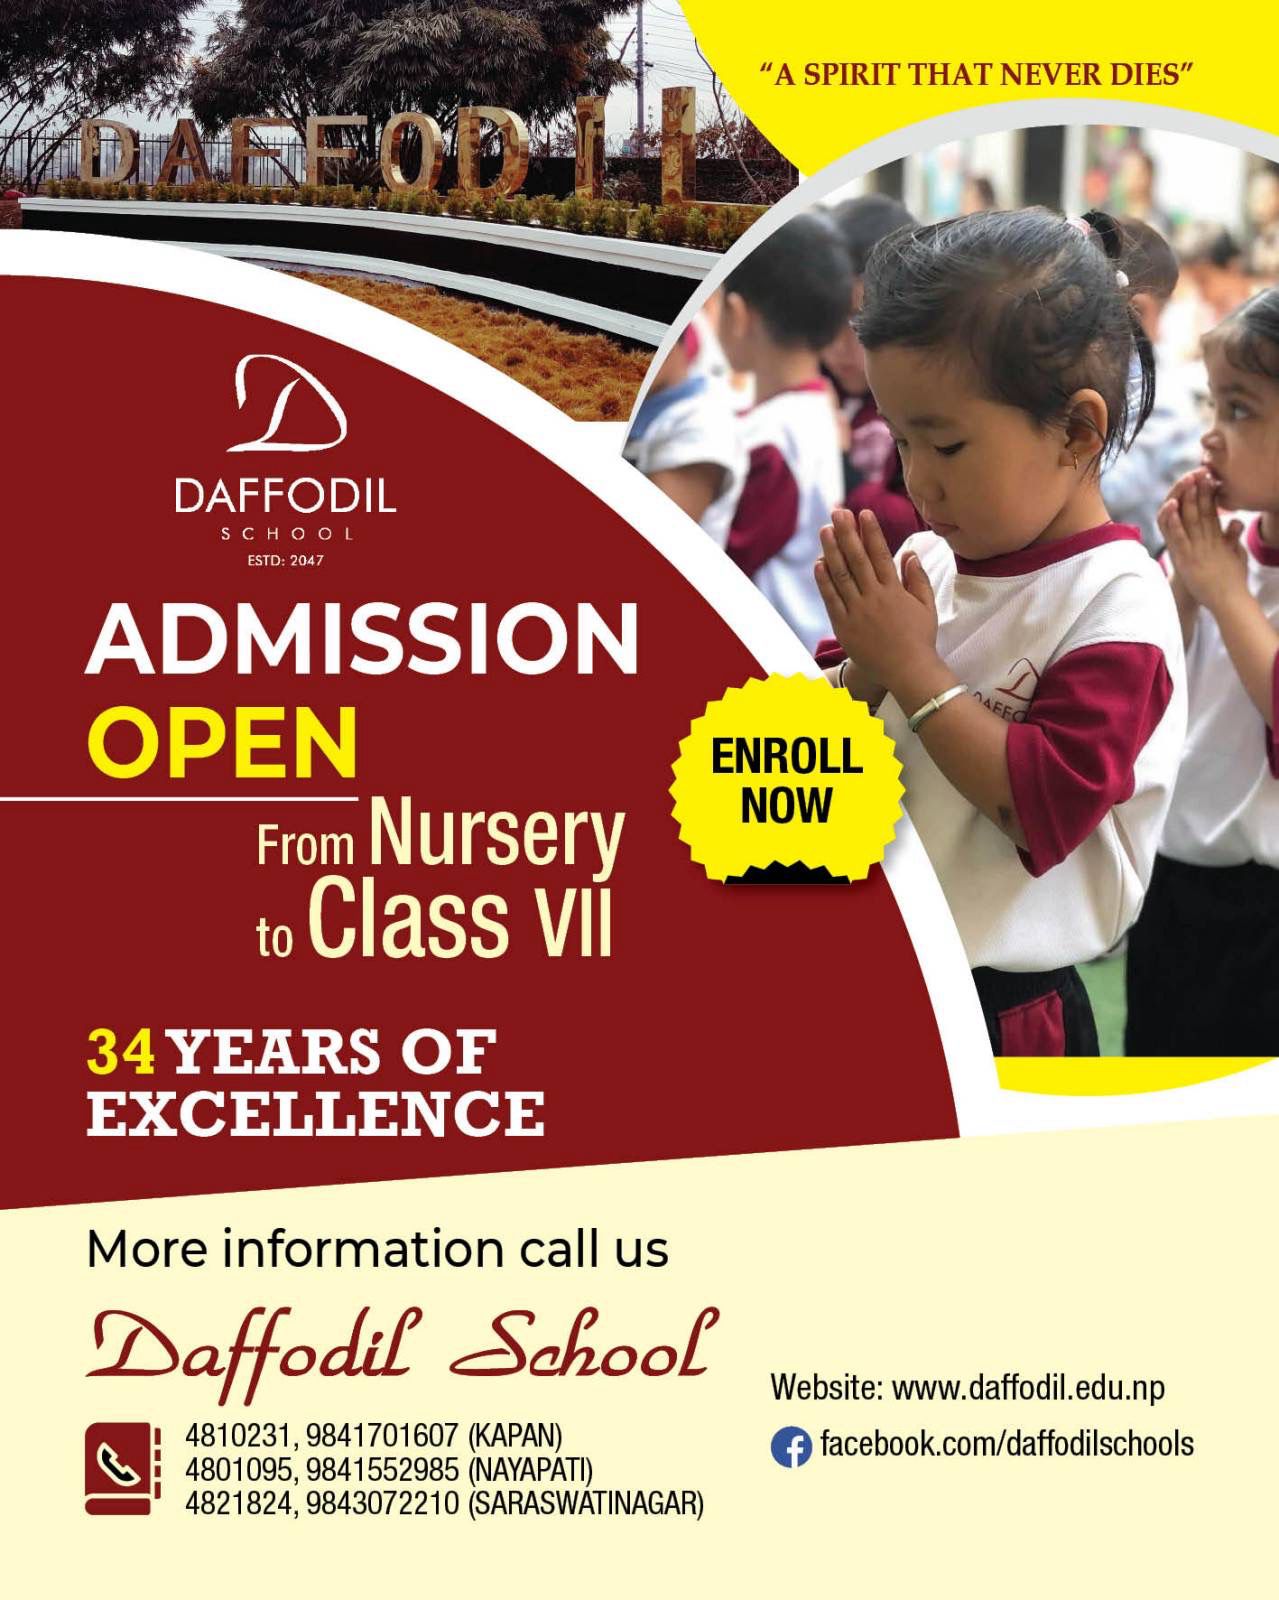 DAFFODIL
“A SPIRIT THAT NEVER DIES”
DAFFODIL
SCHOOL
ESTD: 2047
ADMISSION
OPEN
From Nursery
to Class VII
ENROLL
NOW
34 YEARS OF
EXCELLENCE
More information call us
Daffodil School
4810231, 9841701607 (KAPAN)
4801095, 9841552985 (NAYAPATI)
4821824, 9843072210 (SARASWATINAGAR)
Website: www.daffodil.edu.np
facebook.com/daffodilschools